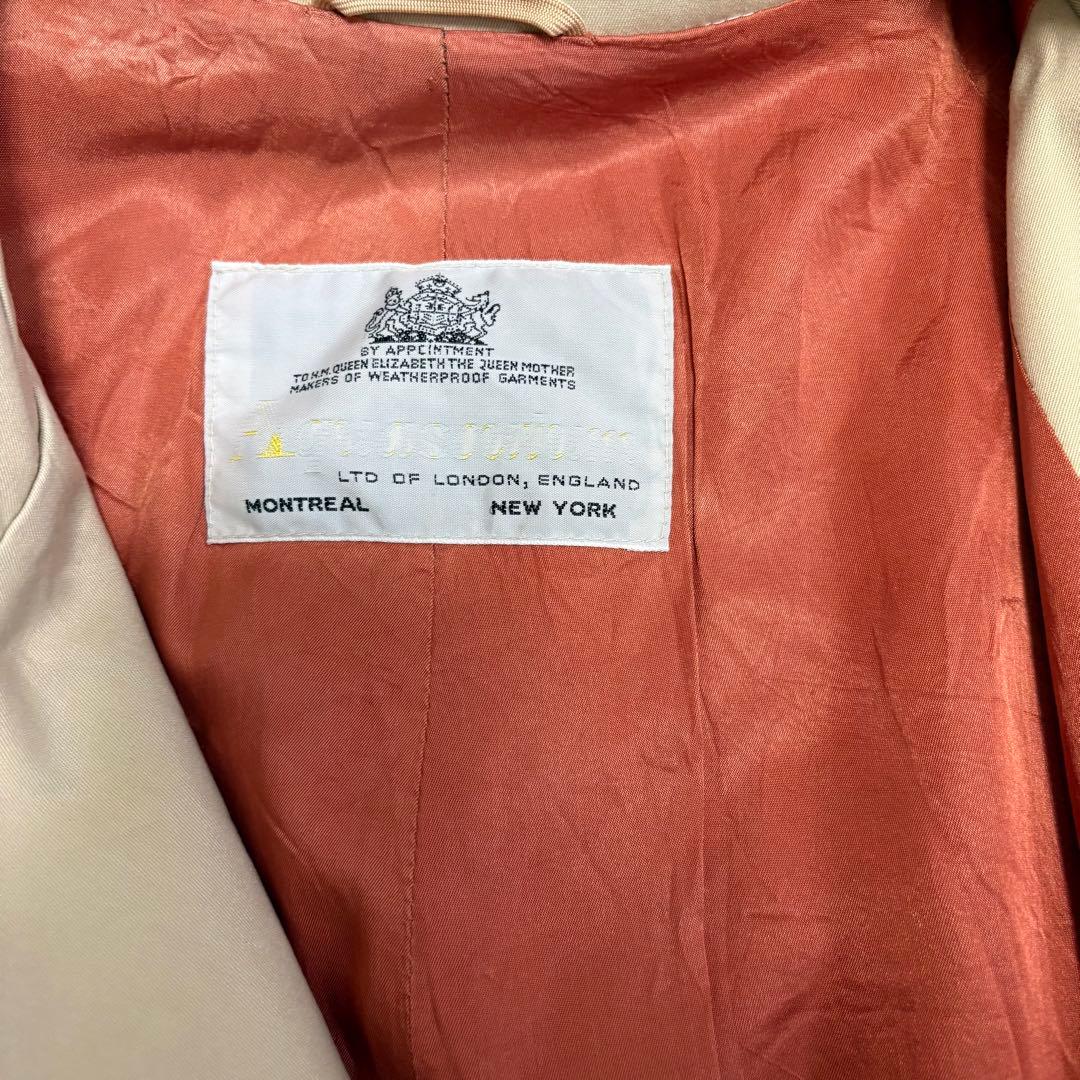 BY APPOINTMENT
TO H.M. QUEEN ELIZABETH THE QUEEN MOTHER
MAKERS OF WEATHERPROOF GARMENTS
Aquascutum
LTD OF LONDON, ENGLAND
MONTREAL NEW YORK